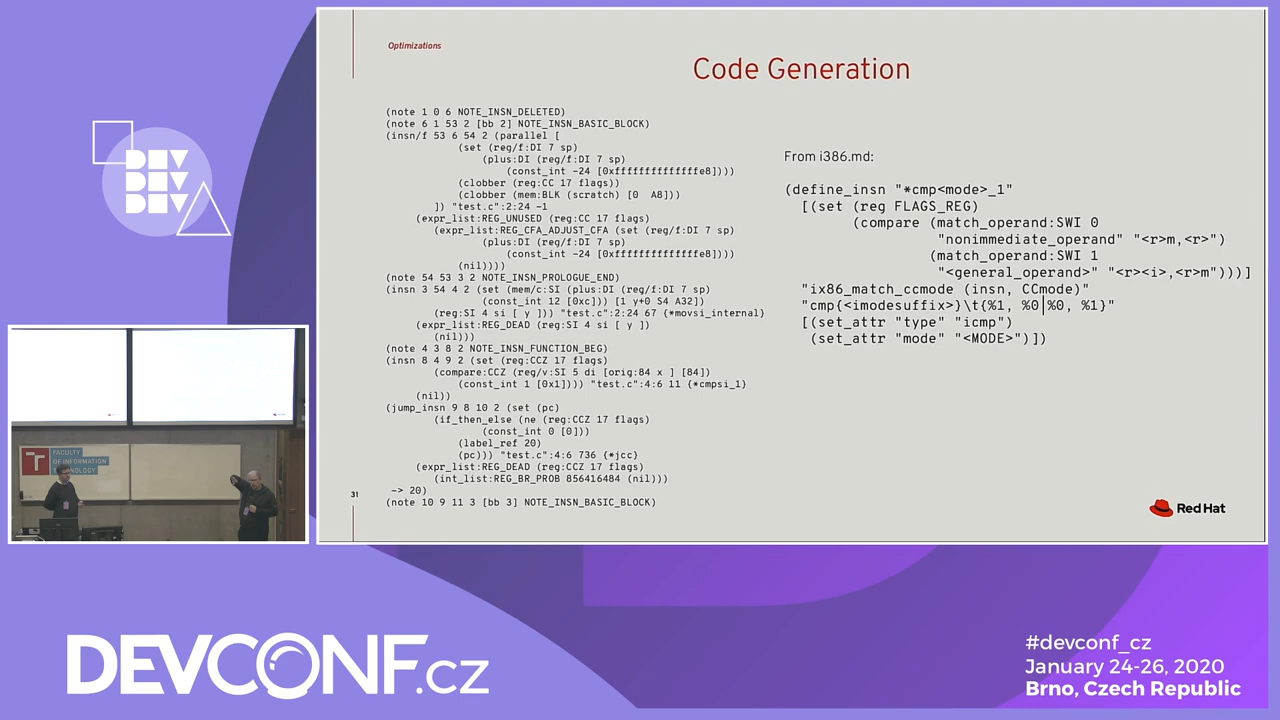 Optimizations
Code Generation
(note 1 0 6 NOTE_INSN_DELETED)
(note 6 1 53 2 [bb 2] NOTE_INSN_BASIC_BLOCK)
(insn/f 53 6 54 2 (parallel [
(set (reg/f:DI 7 sp)
(plus:DI (reg/f:DI 7 sp)
(const_int -24 [0xffffffffffffffe8])))
(clobber (reg:CC 17 flags))
(clobber (mem:BLK (scratch) [0  A8]))
]) "test.c":2:24 -1
(expr_list:REG_UNUSED (reg:CC 17 flags)
(expr_list:REG_CFA_ADJUST_CFA (set (reg/f:DI 7 sp)
(plus:DI (reg/f:DI 7 sp)
(const_int -24 [0xffffffffffffffe8])))
(nil))))
(note 54 53 3 2 NOTE_INSN_PROLOGUE_END)
(insn 3 54 4 2 (set (mem/c:SI (plus:DI (reg/f:DI 7 sp)
(const_int 12 [0xc])) [1 y+0 S4 A32])
(reg:SI 4 si [ y ])) "test.c":2:24 67 {*movsi_internal}
(expr_list:REG_DEAD (reg:SI 4 si [ y ])
(nil)))
(note 4 3 8 2 NOTE_INSN_FUNCTION_BEG)
(insn 8 4 9 2 (set (reg:CCZ 17 flags)
(compare:CCZ (reg/v:SI 5 di [orig:84 x ] [84])
(const_int 1 [0x1]))) "test.c":4:6 11 {*cmpsi_1}
(nil))
(jump_insn 9 8 10 2 (set (pc)
(if_then_else (ne (reg:CCZ 17 flags)
(const_int 0 [0]))
(label_ref 20)
(pc))) "test.c":4:6 736 {*jcc}
(expr_list:REG_DEAD (reg:CCZ 17 flags)
(int_list:REG_BR_PROB 856416484 (nil)))
-> 20)
(note 10 9 11 3 [bb 3] NOTE_INSN_BASIC_BLOCK)
31
From i386.md:
(define_insn "*cmp<mode>_1"
[(set (reg FLAGS_REG)
(compare (match_operand:SWI 0
"nonimmediate_operand" "<r>m,<r>")
(match_operand:SWI 1
"<general_operand>" "<r><i>,<r>m")))]
"ix86_match_ccmode (insn, CCmode)"
"cmp{<imodesuffix>}\t{%1, %0|%0, %1}"
[(set_attr "type" "icmp")
(set_attr "mode" "<MODE>")])
Red Hat
DEV
DEV
DEV
FACULTY
OF INFORMATION
TECHNOLOGY
DEVCONF.cz
#devconf_cz
January 24-26, 2020
Brno, Czech Republic